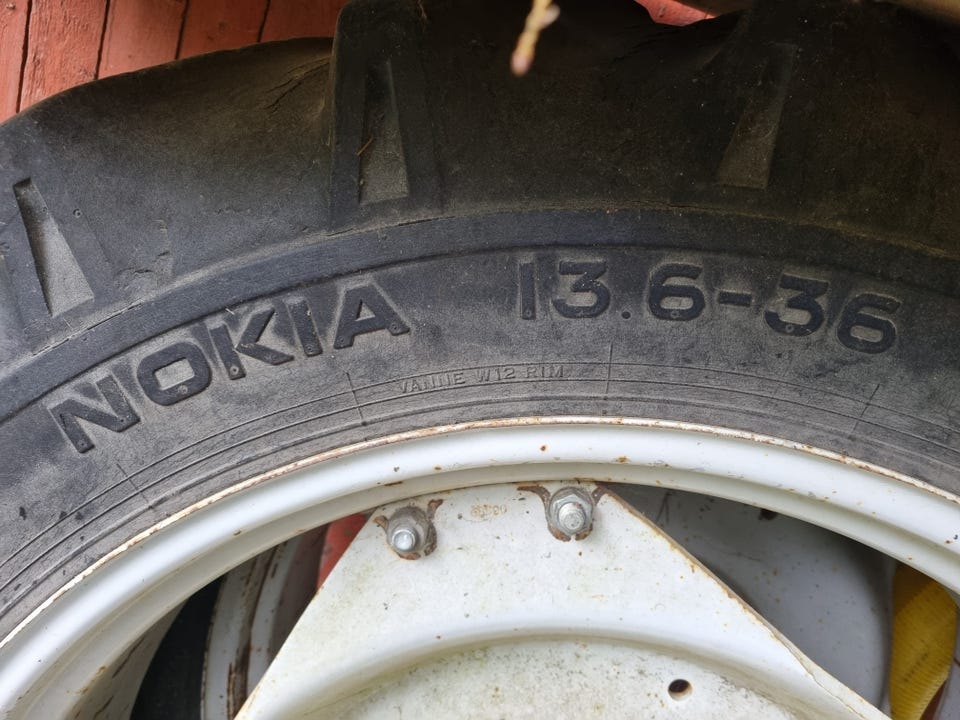 NOKIA 13.6-36
VANNE W12 RIM